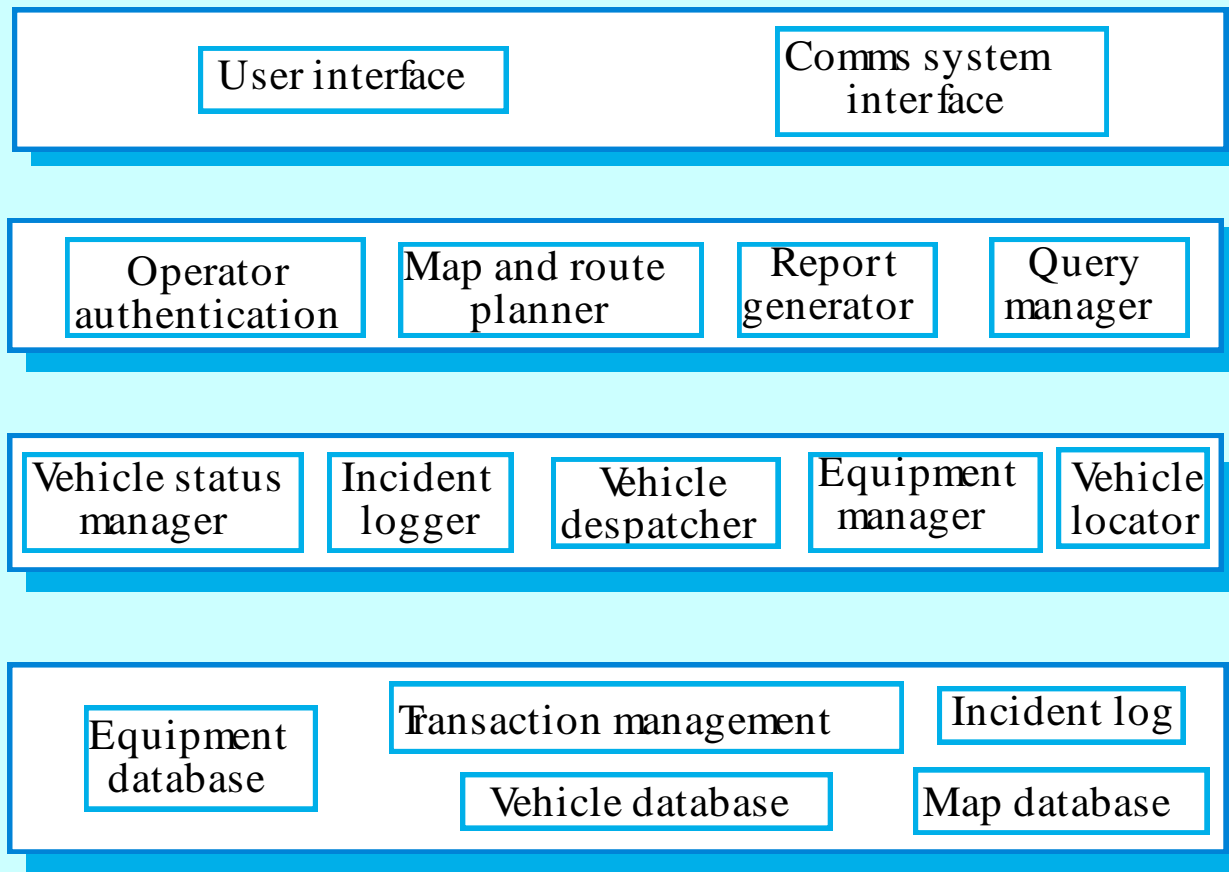 User interface
Comms system
interface
Operator
authentication
Map and route
planner
Report
generator
Query
manager
Vehicle status
manager
Incident
logger
Vehicle
despatcher
Equipment
manager
Vehicle
locator
Equipment
database
Transaction management
Incident log
Vehicle database
Map database